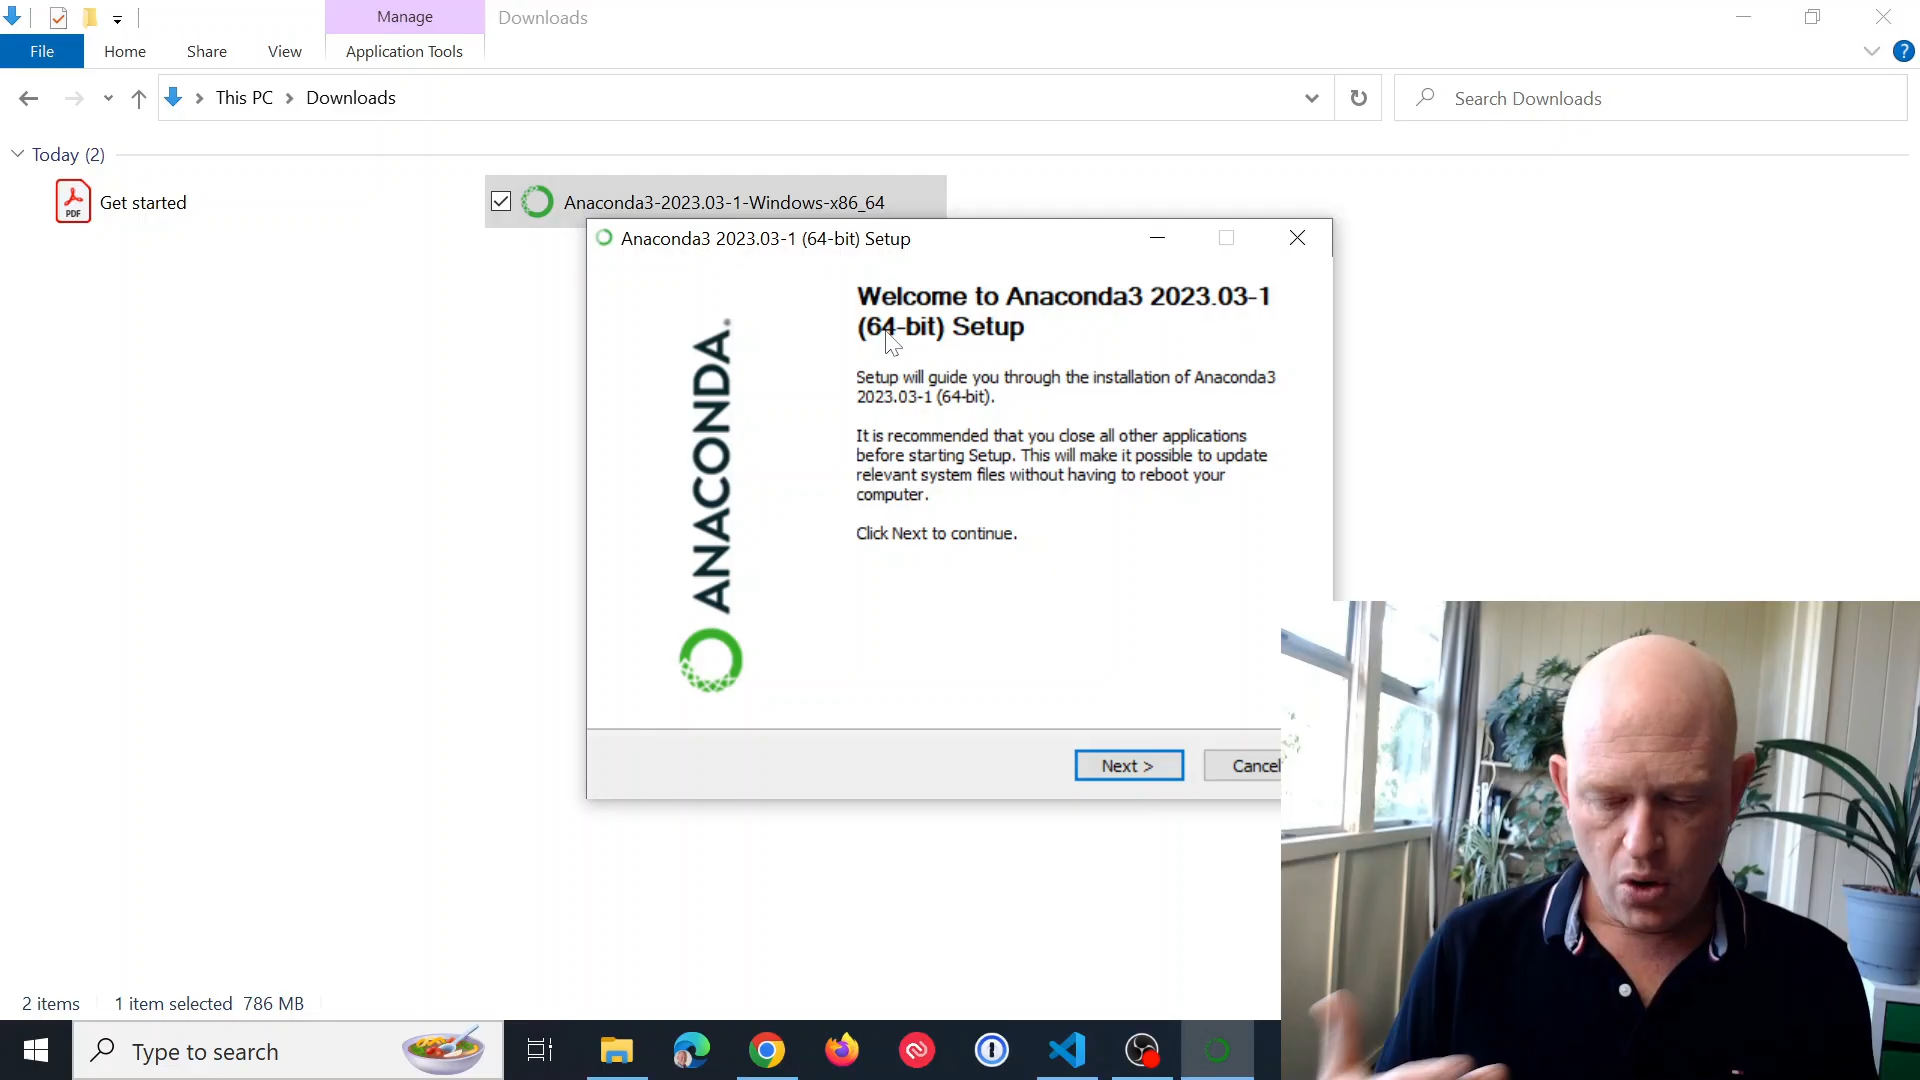 Manage
Downloads
File
Home
Share
View
Application Tools
?
This PC
Downloads
Search Downloads
Today (2)
PDF
Get started
Anaconda3-2023.03-1-Windows-x86_64
Anaconda3 2023.03-1 (64-bit) Setup
ANACONDA.
Welcome to Anaconda3 2023.03-1
(64-bit) Setup
Setup will guide you through the installation of Anaconda3
2023.03-1 (64-bit).
It is recommended that you close all other applications
before starting Setup. This will make it possible to update
relevant system files without having to reboot your
computer.
Click Next to continue.
Next >
Cancel
2 items
1 item selected 786 MB
Type to search